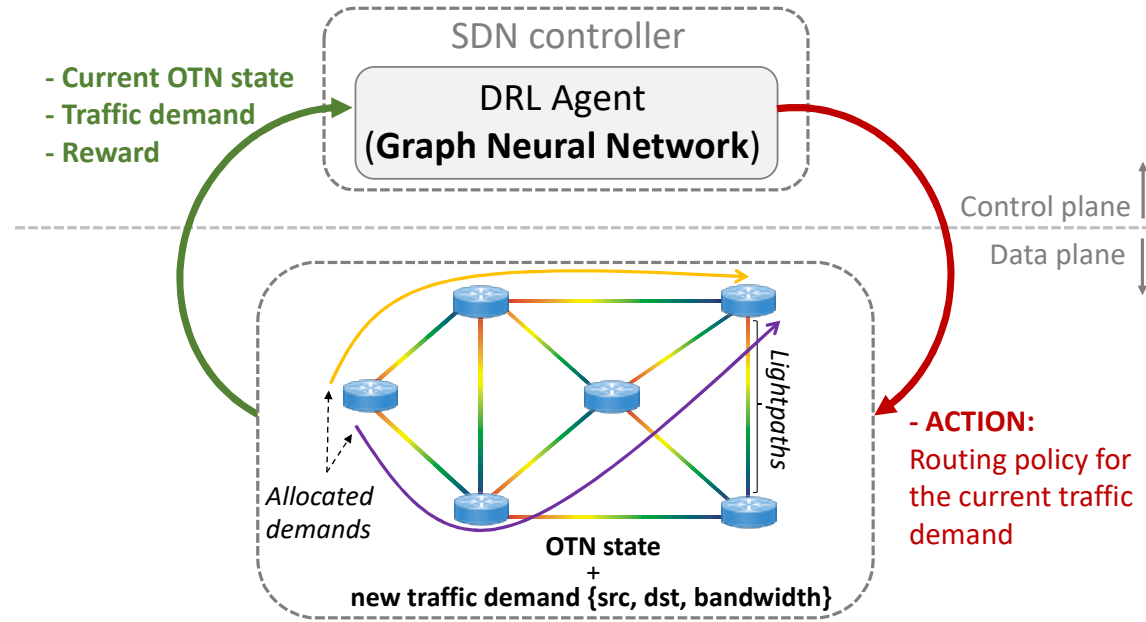 SDN controller
- Current OTN state
- Traffic demand
- Reward
DRL Agent
(Graph Neural Network)
Control plane
Data plane
Lightpaths
Allocated
demands
- ACTION:
Routing policy for
the current traffic
demand
OTN state
+
new traffic demand {src, dst, bandwidth}